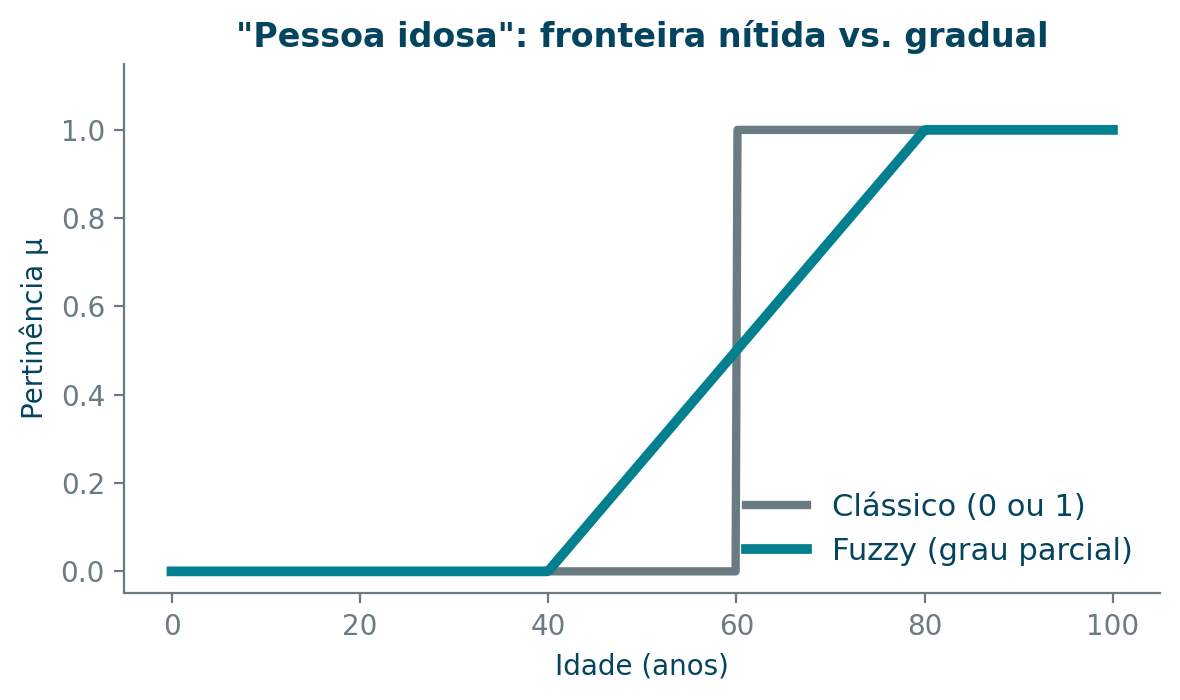 "Pessoa idosa": fronteira nítida vs. gradual
Pertinência μ
1.0
0.8
0.6
0.4
0.2
0.0
Clássico (0 ou 1)
Fuzzy (grau parcial)
0 20 40 60 80 100
Idade (anos)